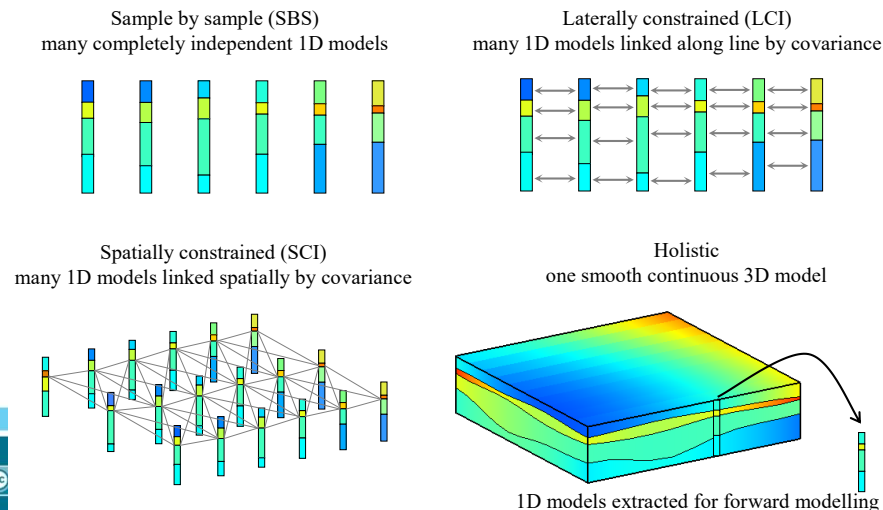 Sample by sample (SBS)
many completely independent 1D models
Laterally constrained (LCI)
many 1D models linked along line by covariance
Spatially constrained (SCI)
many 1D models linked spatially by covariance
Holistic
one smooth continuous 3D model
1D models extracted for forward modelling